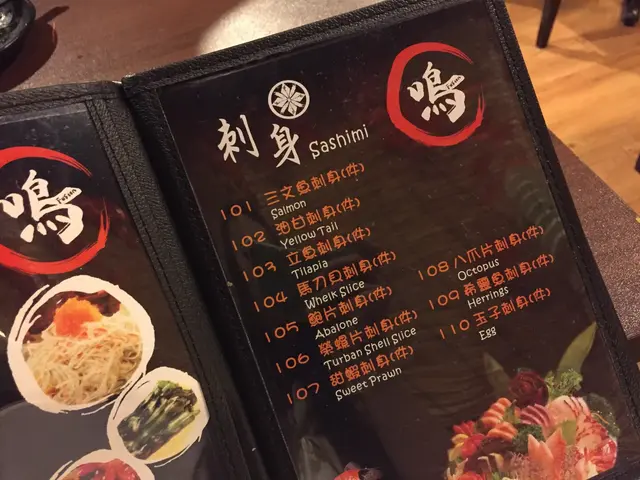 鳴
刺身 Sashimi
鳴
101 三文魚刺身(件)
Salmon
102 油甘刺身(件)
Yellow Tail
103 立魚刺身(件)
Tilapia
104 馬刀貝刺身(件)
Whelk Slice
105 鮑片刺身(件)
Abalone
106 榮螺片刺身(件)
Turban Shell Slice
107 甜蝦刺身(件)
Sweet Prawn
108 八爪片刺身(件)
Octopus
109 希靈魚刺身(件)
Herrings
110 玉子刺身(件)
Egg